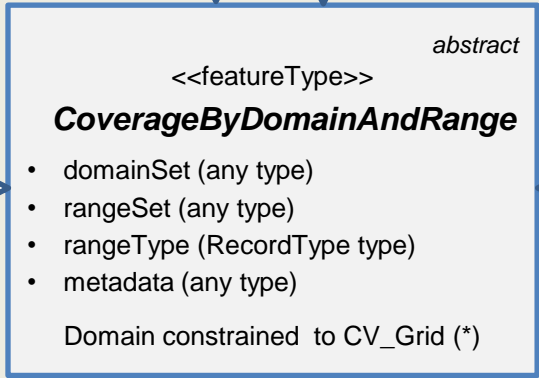 abstract
<<featureType>>
CoverageByDomainAndRange
• domainSet (any type)
• rangeSet (any type)
• rangeType (RecordType type)
• metadata (any type)
Domain constrained to CV_Grid (*)